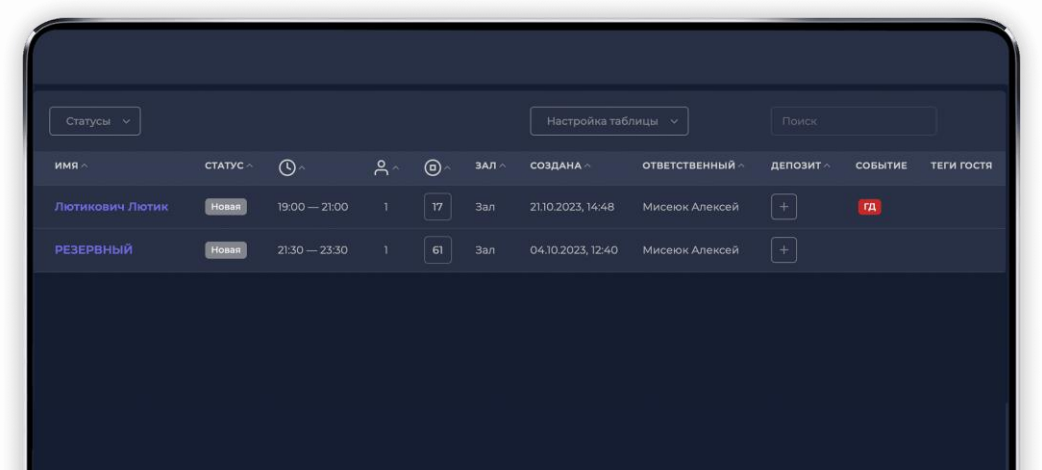 Статусы Настройка таблицы Поиск
ИМЯ СТАТУС ЗАЛ СОЗДАНА ОТВЕТСТВЕННЫЙ ДЕПОЗИТ СОБЫТИЕ ТЕГИ ГОСТЯ
Лютикович Лютик Новая 19:00 — 21:00 1 17 Зал 21.10.2023, 14:48 Мисеюк Алексей + ГД
РЕЗЕРВНЫЙ Новая 21:30 — 23:30 1 61 Зал 04.10.2023, 12:40 Мисеюк Алексей +